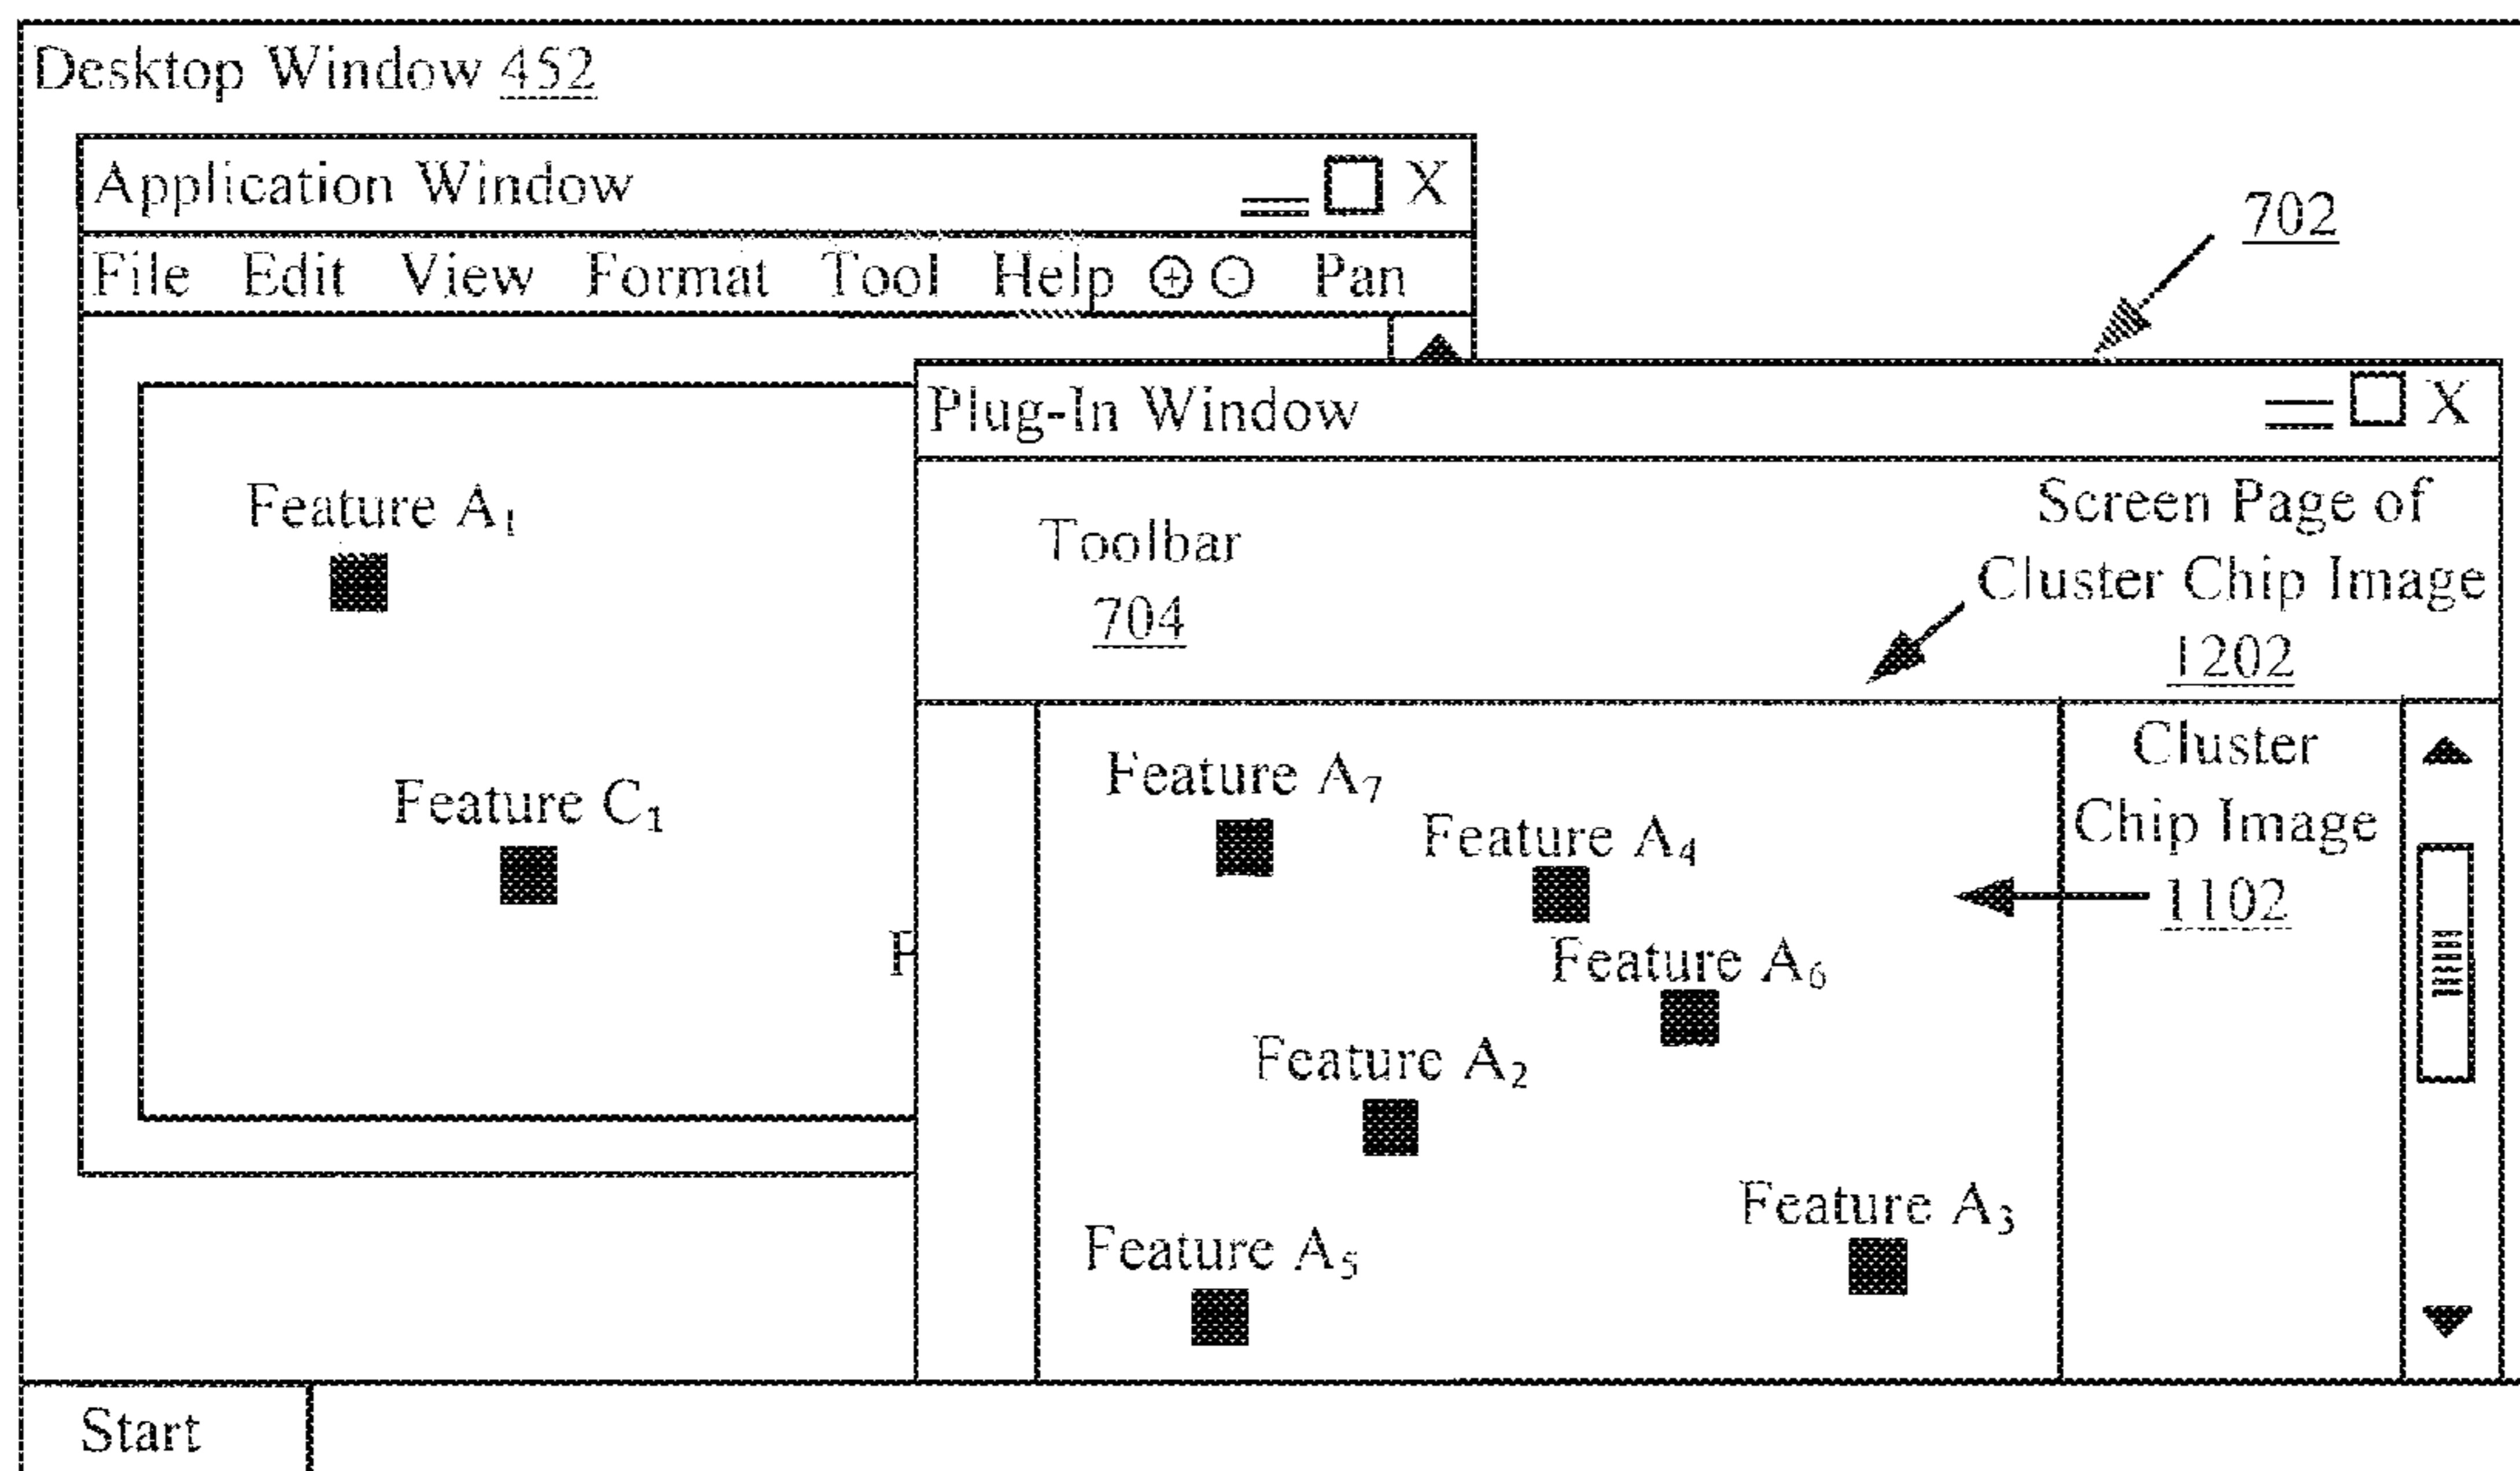 Desktop Window 452
Application Window X
File Edit View Format Tool Help + - Pan
702
Plug-In Window X
Feature A₁
Toolbar
704
Screen Page of
Cluster Chip Image
1202
Feature C₁
F
Feature A₇
Feature A₄
Feature A₆
Feature A₂
Feature A₃
Feature A₅
Cluster
Chip Image
1102
Start